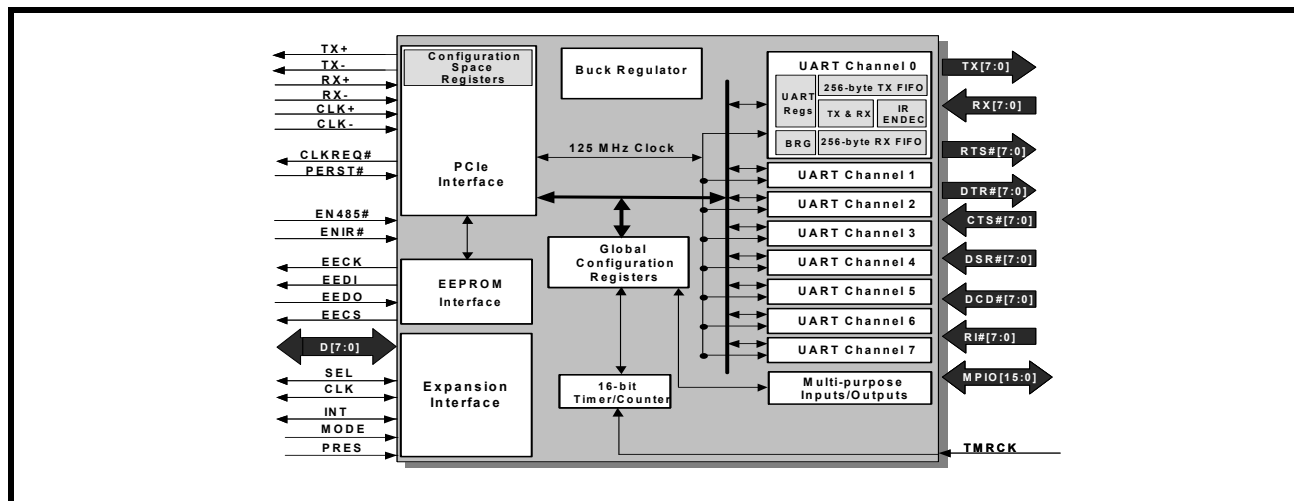 TX+
TX-
RX+
RX-
CLK+
CLK-
CLKREQ#
PERST#
EN485#
ENIR#
EECK
EEDI
EEDO
EECS
D[7:0]
SEL
CLK
INT
MODE
PRES
Configuration
Space
Registers
PCIe
Interface
EEPROM
Interface
Expansion
Interface
Buck Regulator
125 MHz Clock
Global
Configuration
Registers
16-bit
Timer/Counter
UART Channel 0
UART
Regs
256-byte TX FIFO
TX & RX
IR
ENDEC
BRG
256-byte RX FIFO
UART Channel 1
UART Channel 2
UART Channel 3
UART Channel 4
UART Channel 5
UART Channel 6
UART Channel 7
Multi-purpose
Inputs/Outputs
TX[7:0]
RX[7:0]
RTS#[7:0]
DTR#[7:0]
CTS#[7:0]
DSR#[7:0]
DCD#[7:0]
RI#[7:0]
MPIO[15:0]
TMRCK